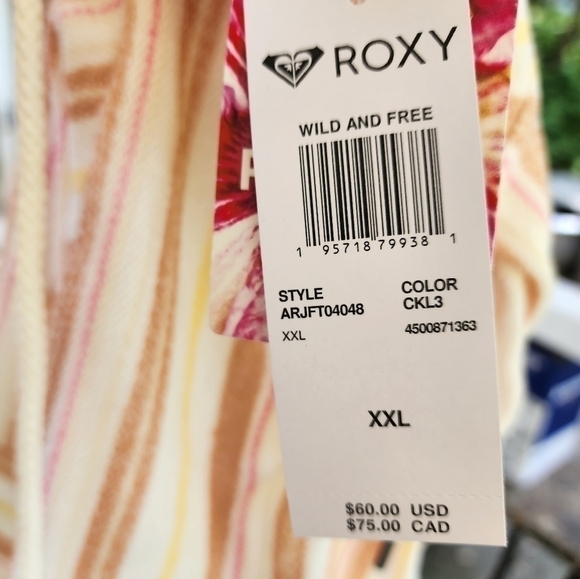 ROXY
WILD AND FREE
1 95718 79938 1
STYLE
ARJFT04048
COLOR
CKL3
XXL
4500871363
XXL
$60.00 USD
$75.00 CAD